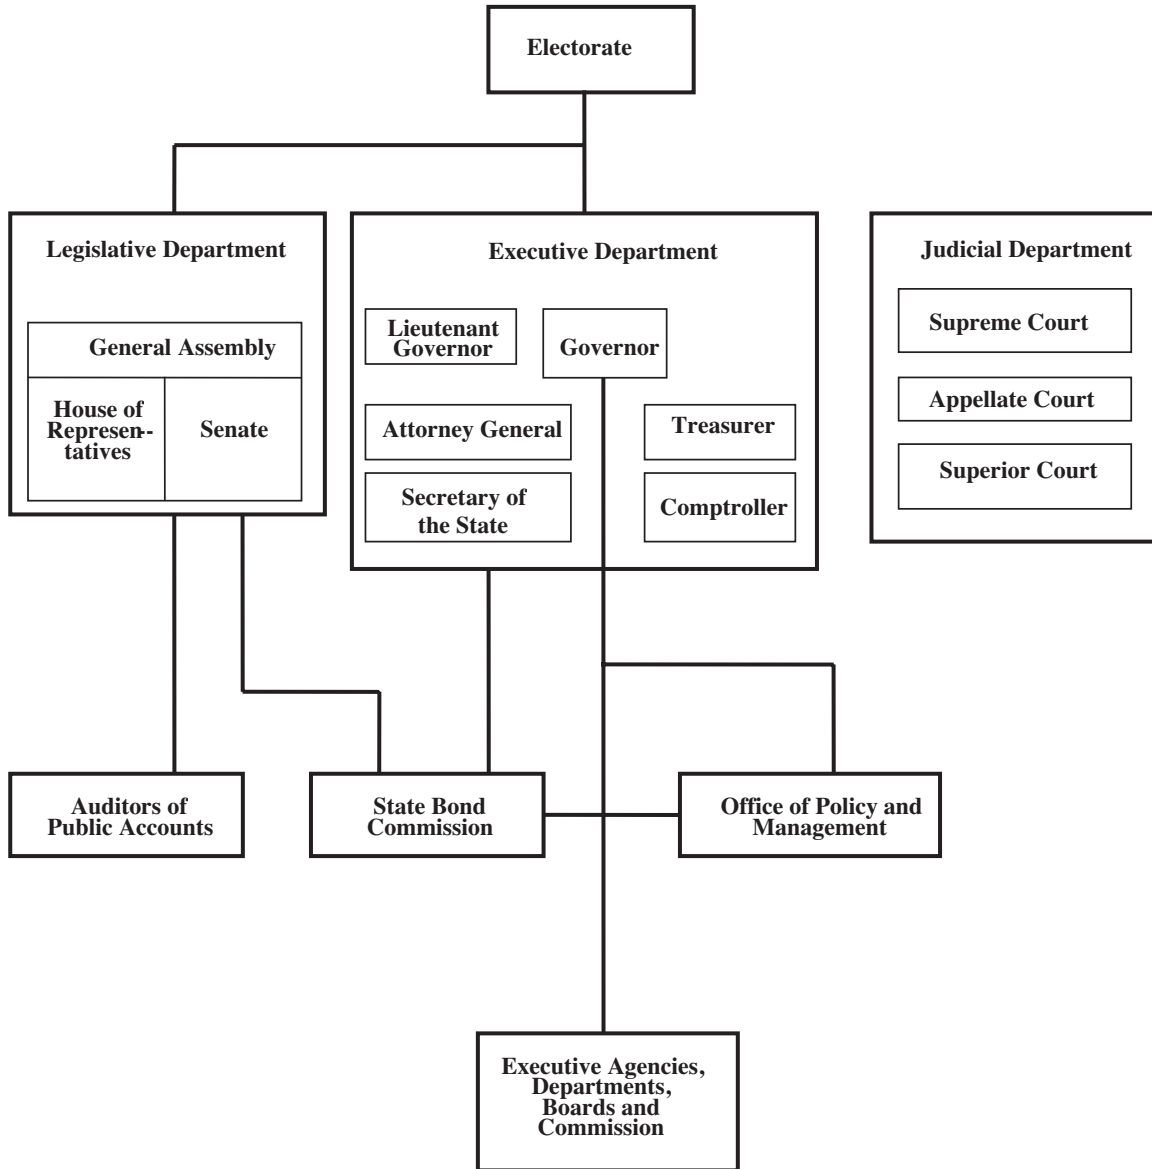 Electorate
Legislative Department
General Assembly
House of
Represen--
tatives
Senate
Executive Department
Lieutenant
Governor
Governor
Attorney General
Treasurer
Secretary of
the State
Comptroller
Judicial Department
Supreme Court
Appellate Court
Superior Court
Auditors of
Public Accounts
State Bond
Commission
Office of Policy and
Management
Executive Agencies,
Departments,
Boards and
Commission